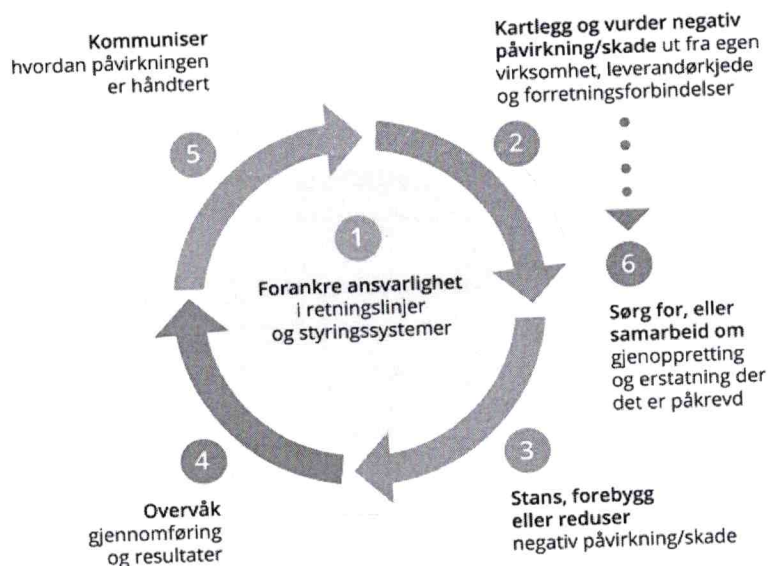 1
Forankre ansvarlighet
i retningslinjer
og styringssystemer
2
Kartlegg og vurder negativ
påvirkning/skade ut fra egen
virksomhet, leverandørkjede
og forretningsforbindelser
3
Stans, forebygg
eller reduser
negativ påvirkning/skade
4
Overvåk
gjennomføring
og resultater
5
Kommuniser
hvordan påvirkningen
er håndtert
6
Sørg for, eller
samarbeid om
gjenoppretting
og erstatning der
det er påkrevd